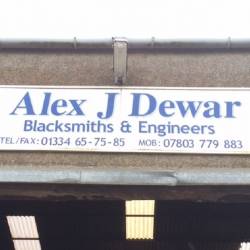 Alex J Dewar
Blacksmiths & Engineers
TEL/FAX: 01334 65-75-85 MOB: 07803 779 883